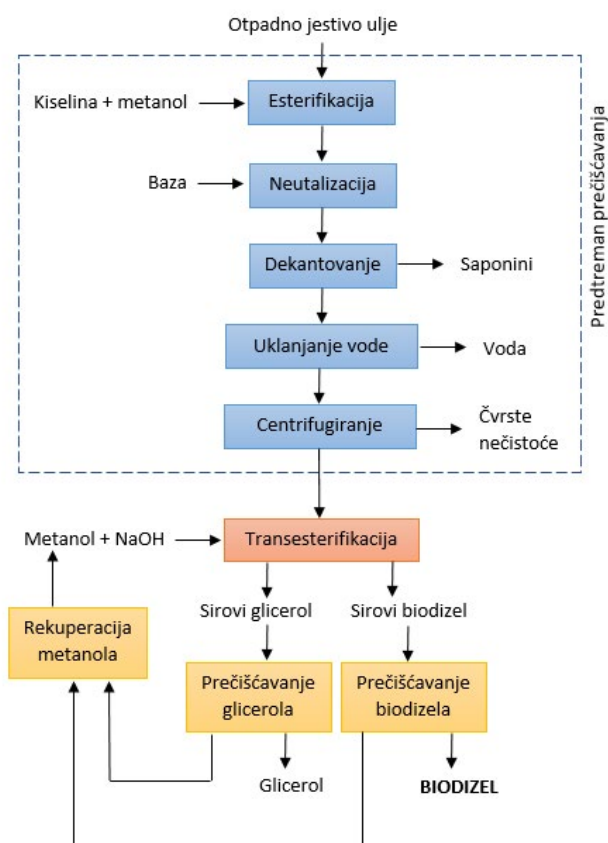 Otpadno jestivo ulje
Kiselina + metanol
Esterifikacija
Baza
Neutalizacija
Dekantovanje
Saponini
Uklanjanje vode
Voda
Centrifugiranje
Čvrste
nečistoće
Predtreman prečišćavanja
Metanol + NaOH
Transesterifikacija
Sirovi glicerol
Sirovi biodizel
Rekuperacija
metanola
Prečišćavanje
glicerola
Prečišćavanje
biodizela
Glicerol
BIODIZEL